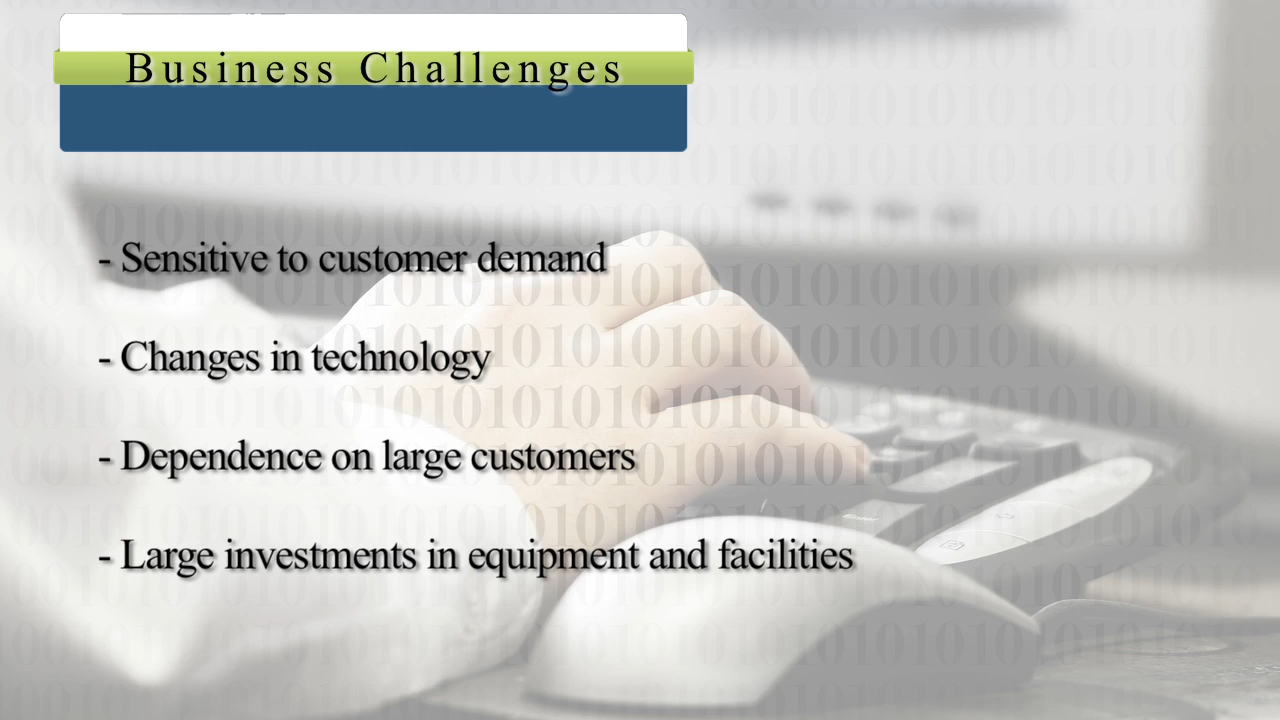 Business Challenges
- Sensitive to customer demand
- Changes in technology
- Dependence on large customers
- Large investments in equipment and facilities